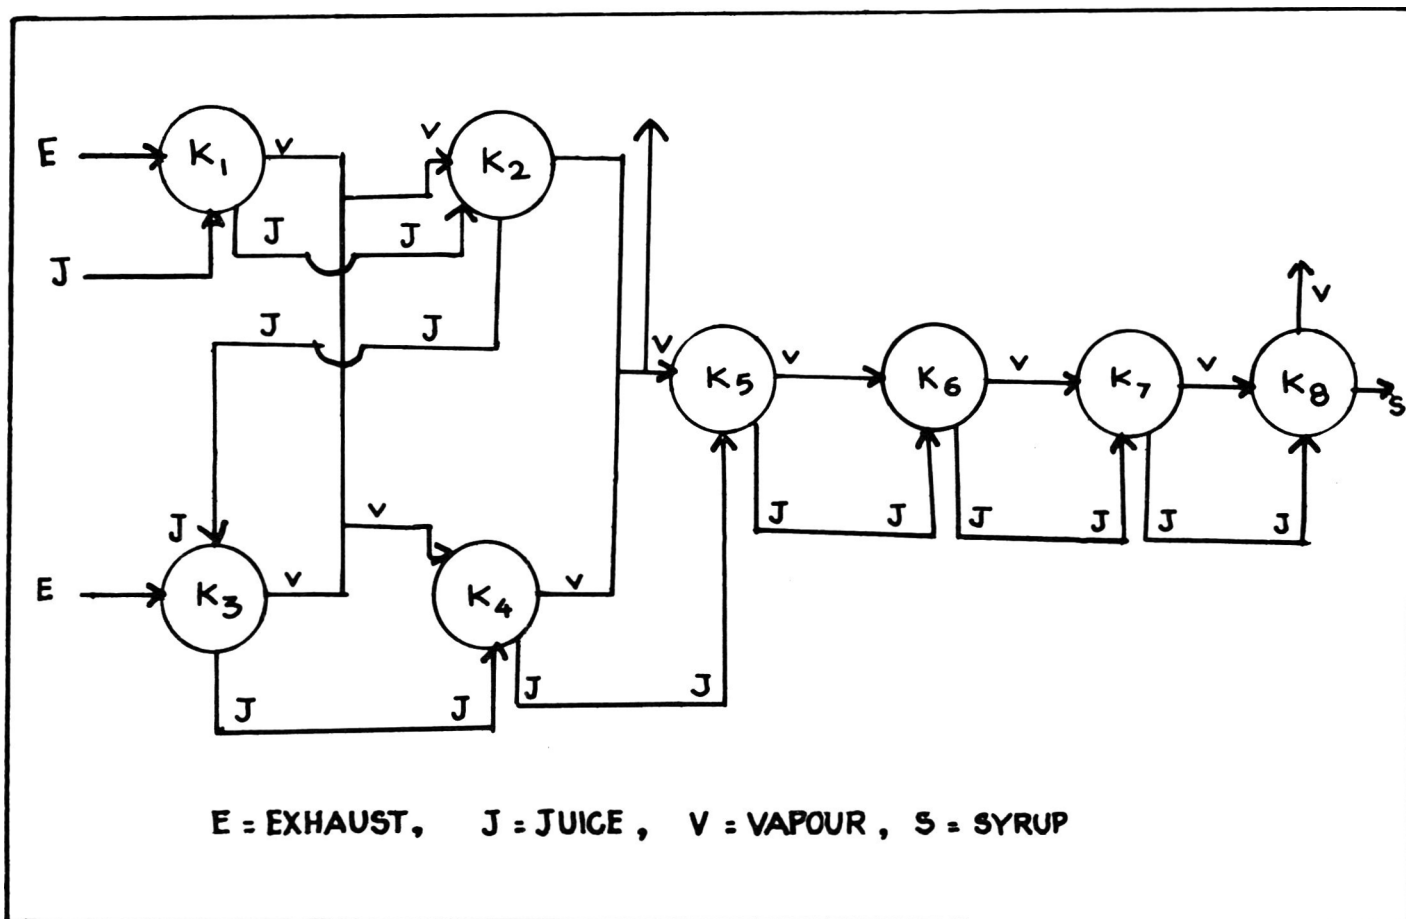 E K1 V V K2
J J J
J J
V K5 V K6 V K7 V K8 V S
J V
E K3 V K4 V
J J J J J J J J
J J J J
E = EXHAUST, J = JUICE, V = VAPOUR, S = SYRUP